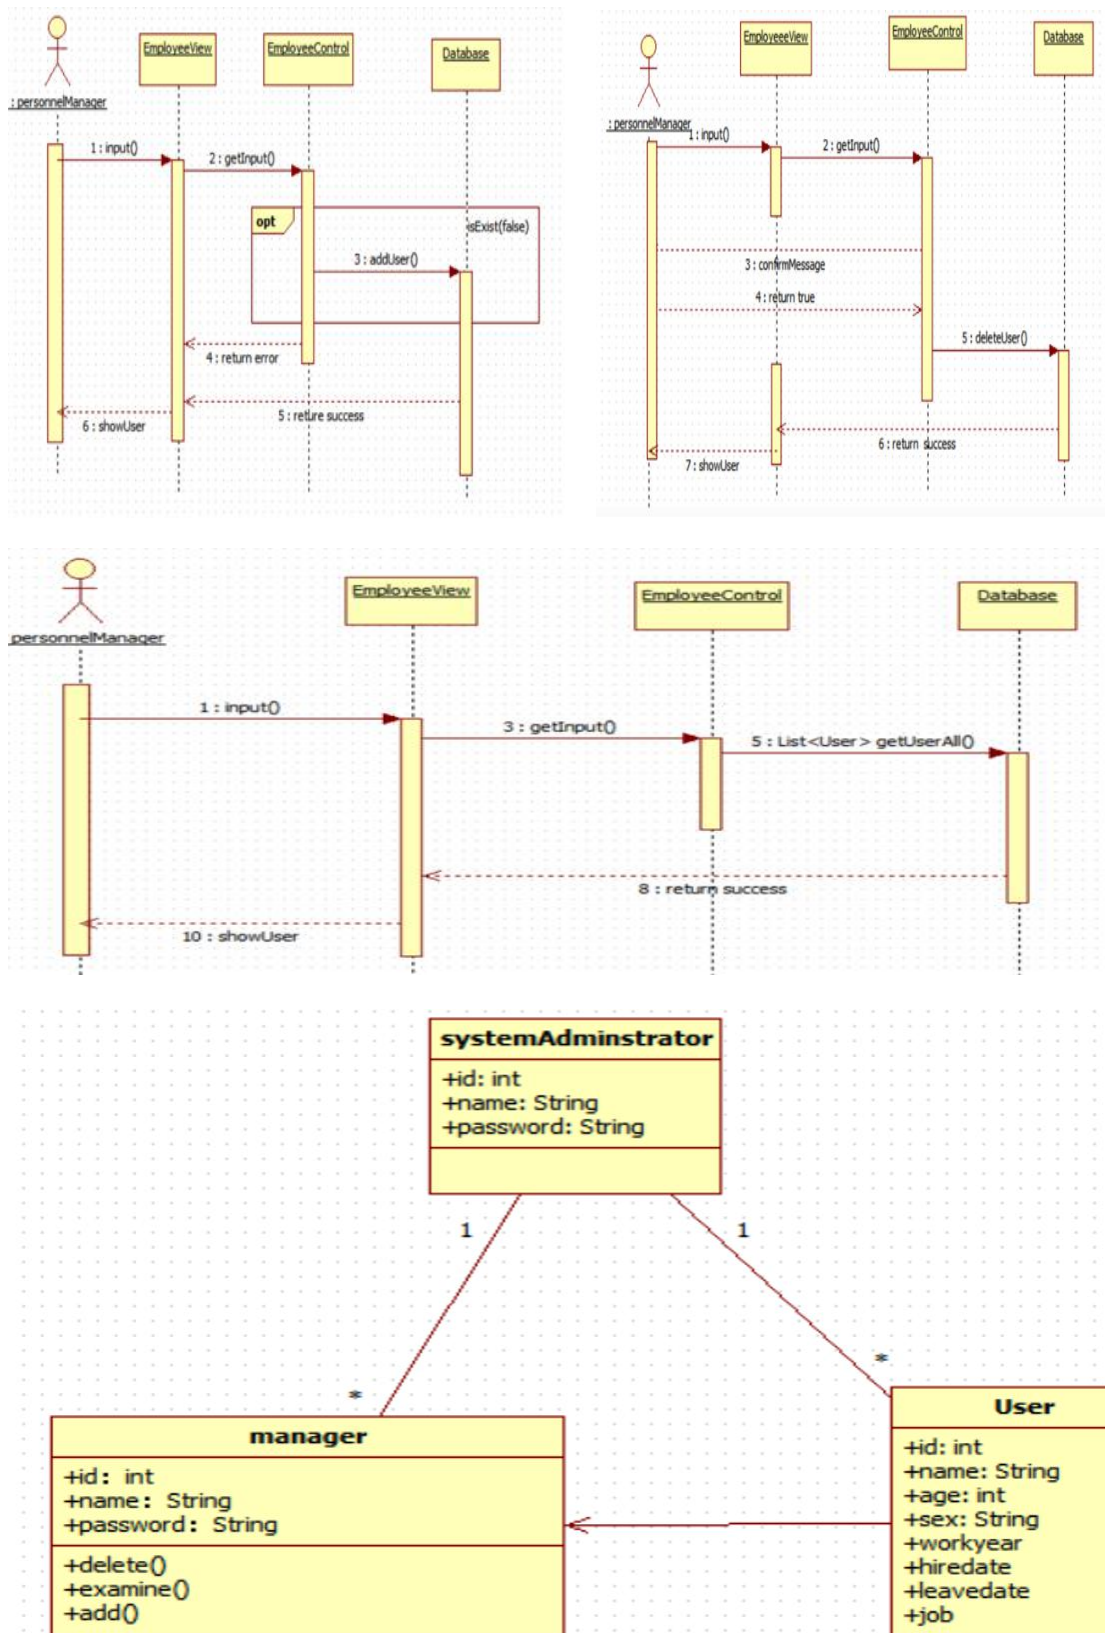 EmployeeView
EmployeeControl
Database
: personnelManager
1 : input()
2 : getInput()
opt
isExist(false)
3 : addUser()
4 : return error
5 : reture success
6 : showUser
EmployeeeView
EmployeeControl
Database
: personnelManager
1 : input()
2 : getInput()
3 : confirmMessage
4 : return true
5 : deleteUser()
6 : return success
7 : showUser
EmployeeView
EmployeeControl
Database
personnelManager
1 : input()
3 : getInput()
5 : List<User> getUserAll()
8 : return success
10 : showUser
systemAdminstrator
+id: int
+name: String
+password: String
1
1
*
*
manager
+id: int
+name: String
+password: String
+delete()
+examine()
+add()
User
+id: int
+name: String
+age: int
+sex: String
+workyear
+hiredate
+leavedate
+job